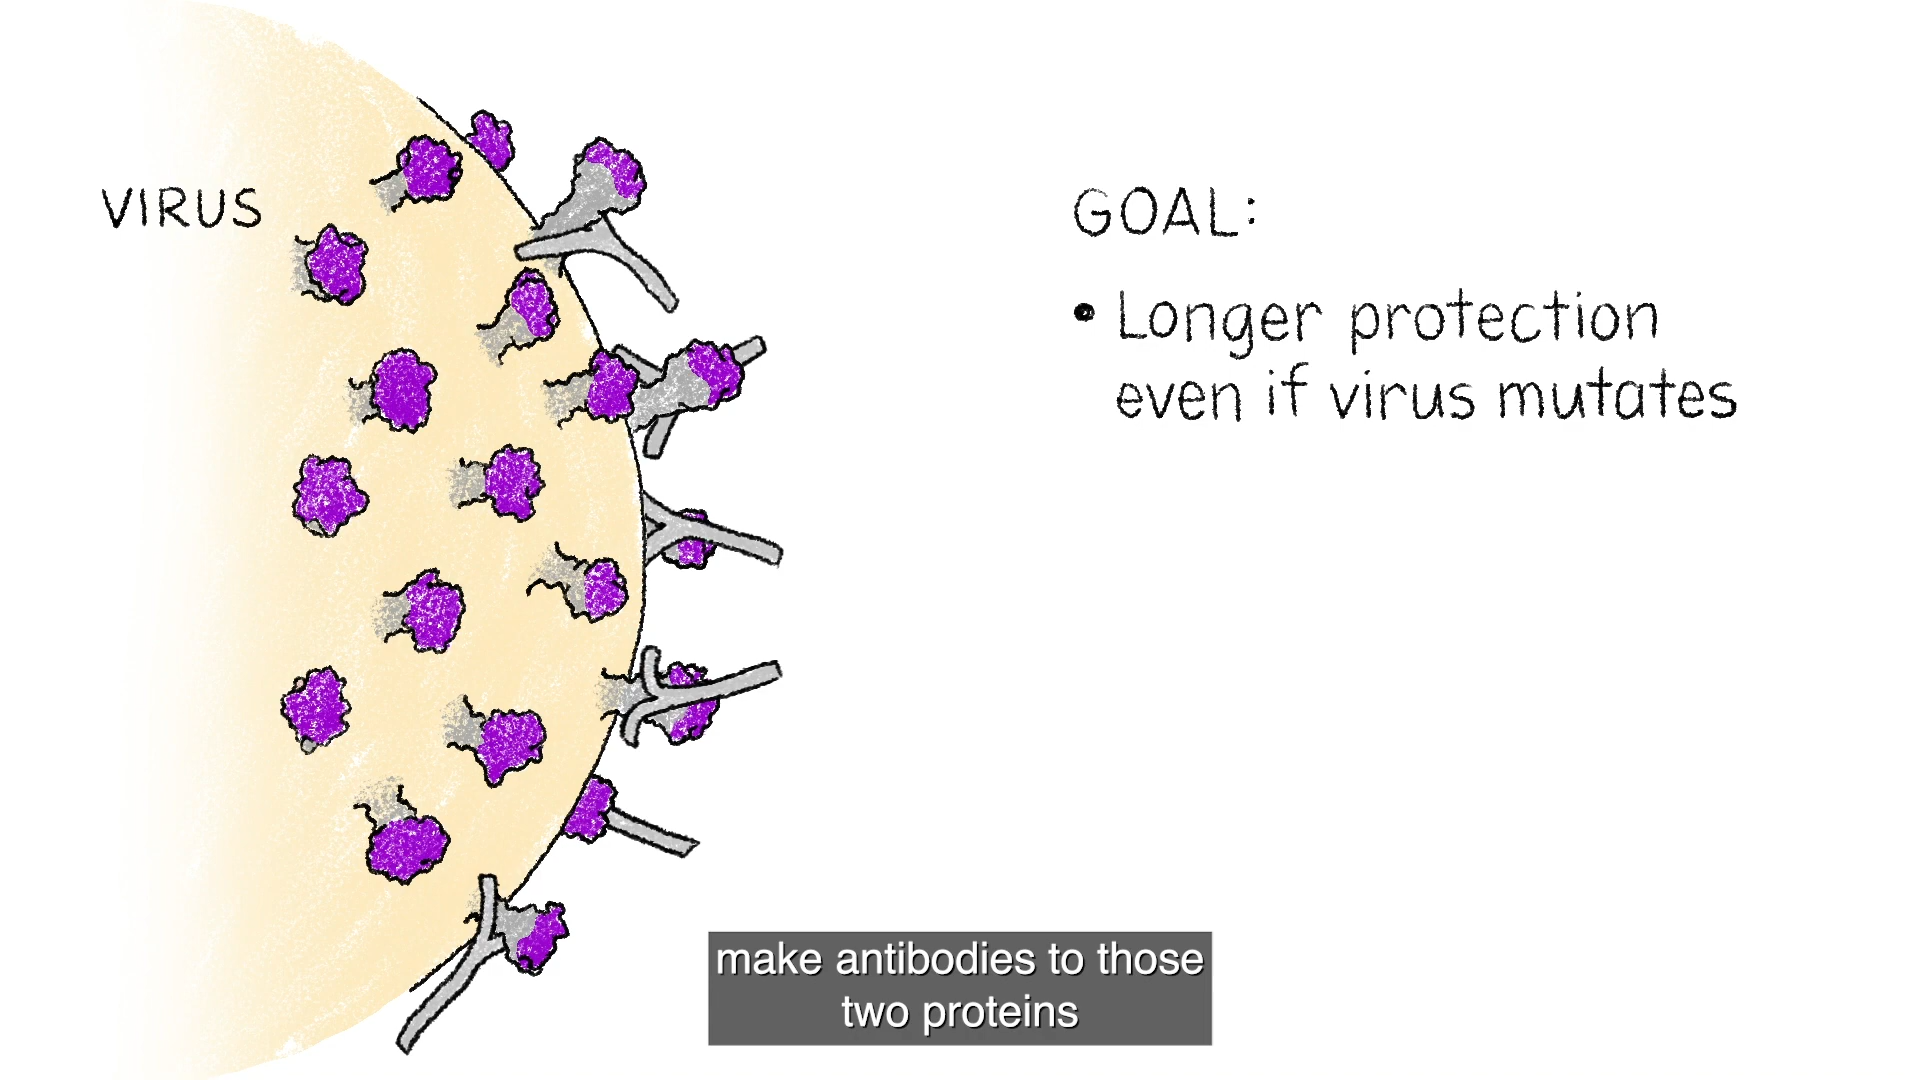 VIRUS
GOAL:
• Longer protection
even if virus mutates
make antibodies to those
two proteins